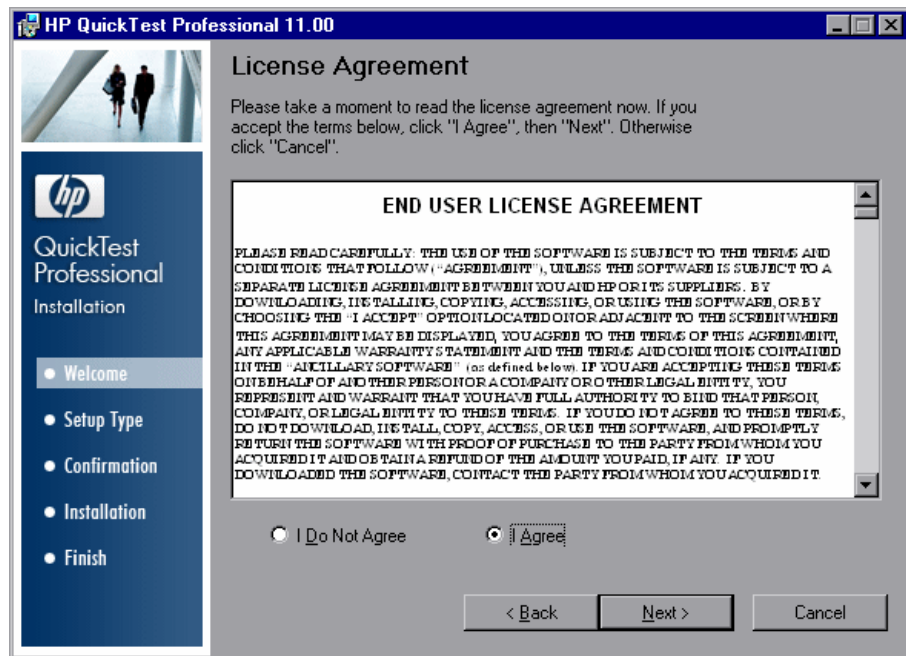 HP QuickTest Professional 11.00
License Agreement
Please take a moment to read the license agreement now. If you
accept the terms below, click "I Agree", then "Next". Otherwise
click "Cancel".
hp
QuickTest
Professional
Installation
Welcome
Setup Type
Confirmation
Installation
Finish
END USER LICENSE AGREEMENT
PLEASE READ CAREFULLY: THE USE OF THE SOFTWARE IS SUBJECT TO THE TERMS AND
CONDITIONS THAT FOLLOW ("AGREEMENT"), UNLESS THE SOFTWARE IS SUBJECT TO A
SEPARATE LICENSE AGREEMENT BETWEEN YOU AND HP OR ITS SUPPLIERS. BY
DOWNLOADING, INSTALLING, COPYING, ACCESSING, OR USING THE SOFTWARE, OR BY
CHOOSING THE "I ACCEPT" OPTION LOCATED ON OR ADJACENT TO THE SCREEN WHERE
THIS AGREEMENT MAY BE DISPLAYED, YOU AGREE TO THE TERMS OF THIS AGREEMENT,
ANY APPLICABLE WARRANTY STATEMENT AND THE TERMS AND CONDITIONS CONTAINED
IN THE "ANCILLARY SOFTWARE" (as defined below). IF YOU ARE ACCEPTING THESE TERMS
ON BEHALF OF ANOTHER PERSON OR A COMPANY OR OTHER LEGAL ENTITY, YOU
REPRESENT AND WARRANT THAT YOU HAVE FULL AUTHORITY TO BIND THAT PERSON,
COMPANY, OR LEGAL ENTITY TO THESE TERMS. IF YOU DO NOT AGREE TO THESE TERMS,
DO NOT DOWNLOAD, INSTALL, COPY, ACCESS, OR USE THE SOFTWARE, AND PROMPTLY
RETURN THE SOFTWARE WITH PROOF OF PURCHASE TO THE PARTY FROM WHOM YOU
ACQUIRED IT AND OBTAIN A REFUND OF THE AMOUNT YOU PAID, IF ANY. IF YOU
DOWNLOADED THE SOFTWARE, CONTACT THE PARTY FROM WHOM YOU ACQUIRED IT.
I Do Not Agree
I Agree
< Back
Next >
Cancel